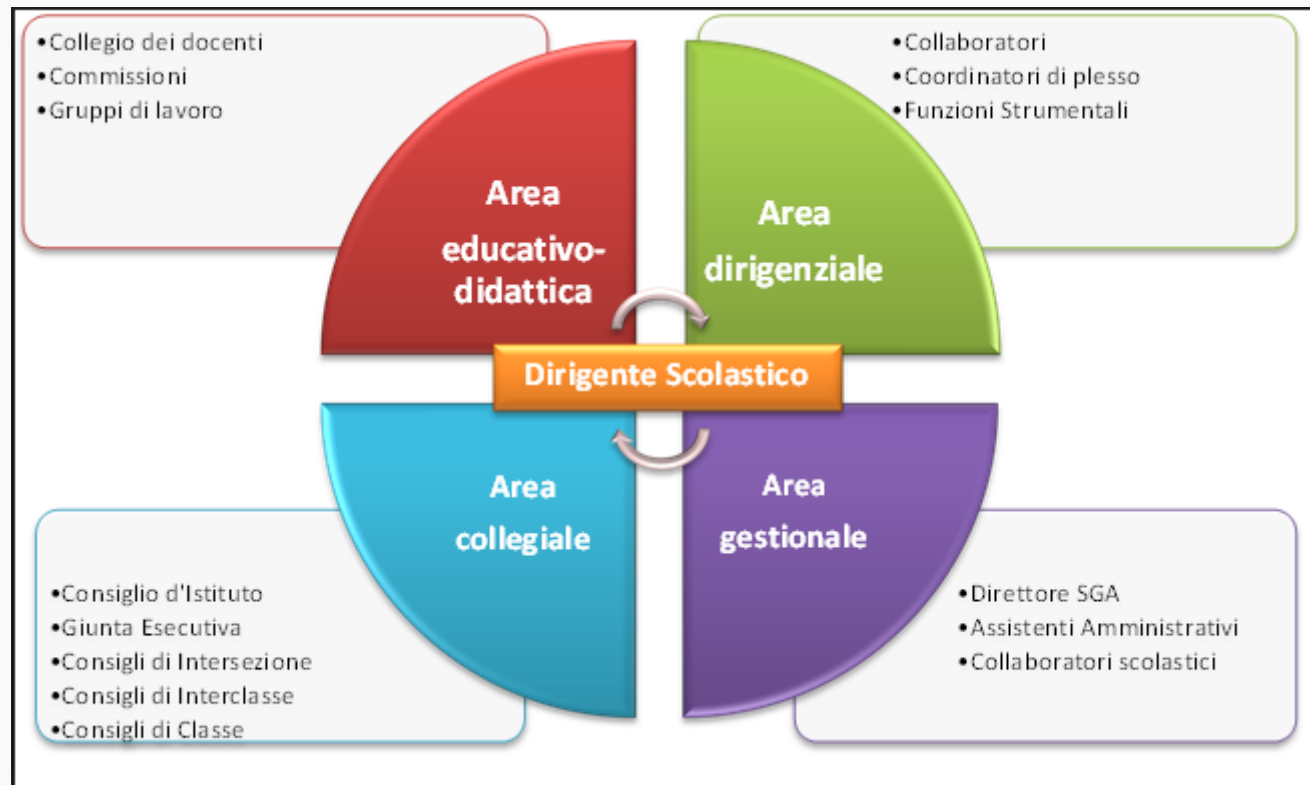 •Collegio dei docenti
•Commissioni
•Gruppi di lavoro
•Collaboratori
•Coordinatori di plesso
•Funzioni Strumentali
Area
educativo-
didattica
Area
dirigenziale
Dirigente Scolastico
Area
collegiale
Area
gestionale
•Consiglio d'Istituto
•Giunta Esecutiva
•Consigli di Intersezione
•Consigli di Interclasse
•Consigli di Classe
•Direttore SGA
•Assistenti Amministrativi
•Collaboratori scolastici